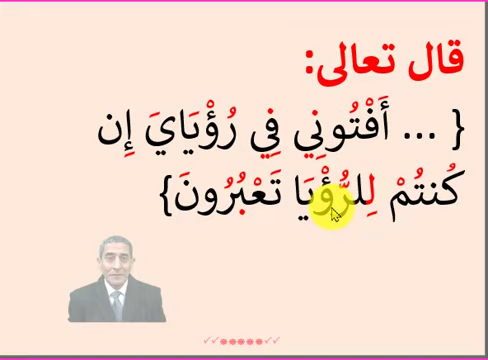 قال تعالى:
{ ... أَفْتُونِي فِي رُؤْيَايَ إِن
كُنتُمْ لِلرُّؤْيَا تَعْبُرُونَ}